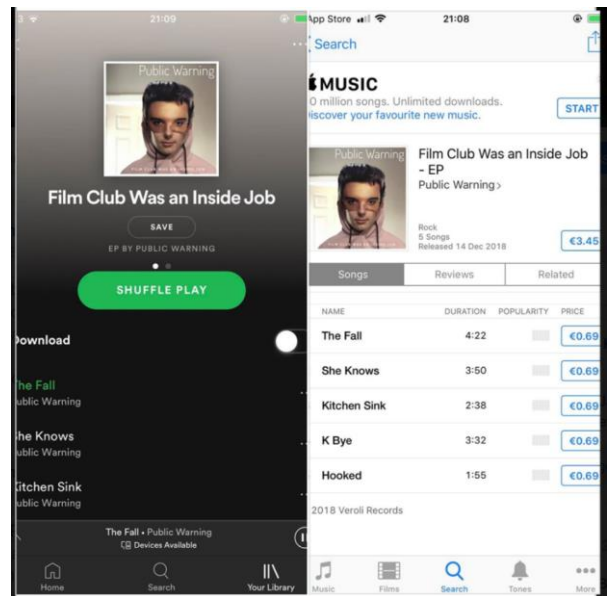 21:09
Public Warning
Film Club Was an Inside Job
SAVE
EP BY PUBLIC WARNING
SHUFFLE PLAY
Download
The Fall
Public Warning
She Knows
Public Warning
Kitchen Sink
Public Warning
The Fall • Public Warning
Devices Available
Home
Search
Your Library
App Store
21:08
Search
MUSIC
0 million songs. Unlimited downloads.
Discover your favourite new music.
START
Public Warning
Film Club Was an Inside Job
- EP
Public Warning >
Rock
5 Songs
Released 14 Dec 2018
€3.45
Songs Reviews Related
NAME DURATION POPULARITY PRICE
The Fall 4:22 €0.69
She Knows 3:50 €0.69
Kitchen Sink 2:38 €0.69
K Bye 3:32 €0.69
Hooked 1:55 €0.69
2018 Veroli Records
Music
Films
Search
Tones
More